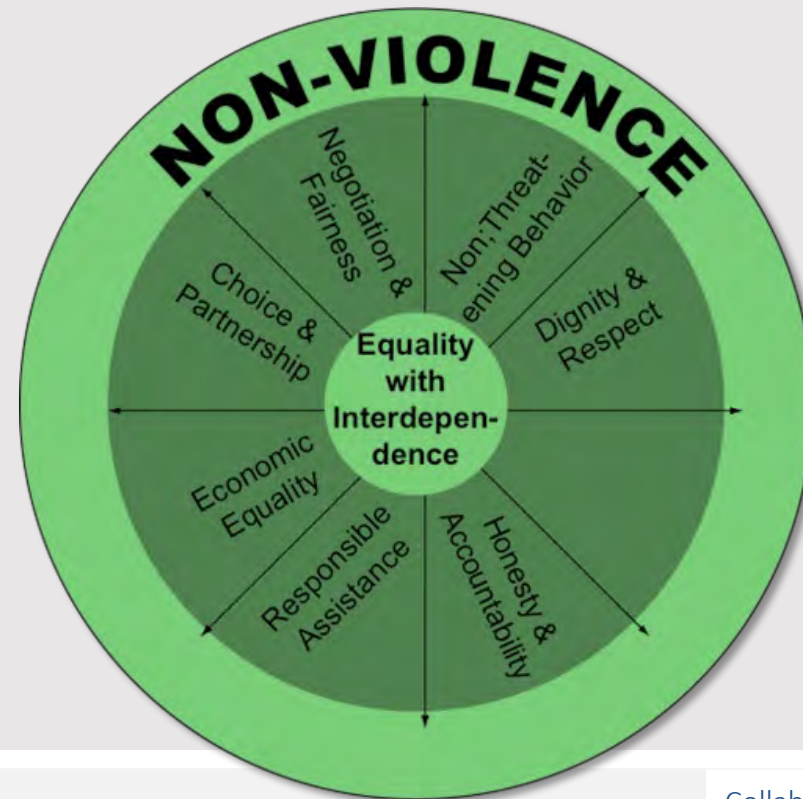 NON-VIOLENCE
Negotiation &
Fairness
Non;Threat-
ening Behavior
Dignity &
Respect
Choice &
Partnership
Equality
with
Interdepen-
dence
Economic
Equality
Responsible
Assistance
Honesty &
Accountability
Collab